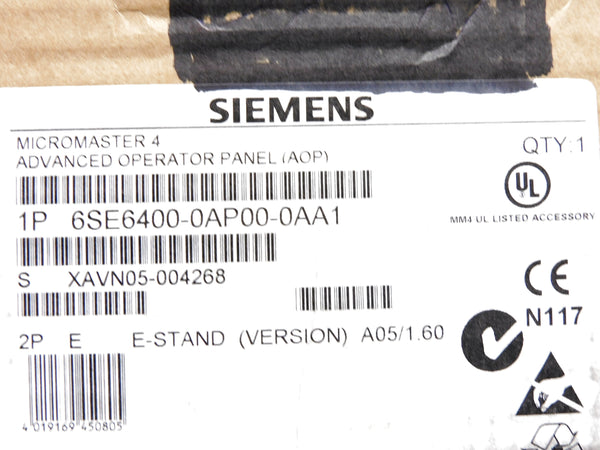 SIEMENS
MICROMASTER 4
ADVANCED OPERATOR PANEL (AOP)
QTY:1
UL
1P 6SE6400-0AP00-0AA1
MM4 UL LISTED ACCESSORY
S XAVN05-004268
CE
N117
2P E E-STAND (VERSION) A05/1.60
4 019169 450805